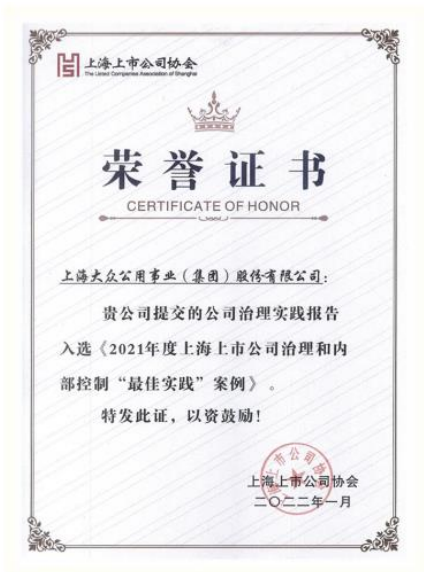 上海上市公司协会
The Listed Companies Association of Shanghai
荣誉证书
CERTIFICATE OF HONOR
上海大众公用事业（集团）股份有限公司：
贵公司提交的公司治理实践报告
入选《2021年度上海上市公司治理和内
部控制“最佳实践”案例》。
特发此证，以资鼓励！
上海上市公司协会
二〇二二年一月